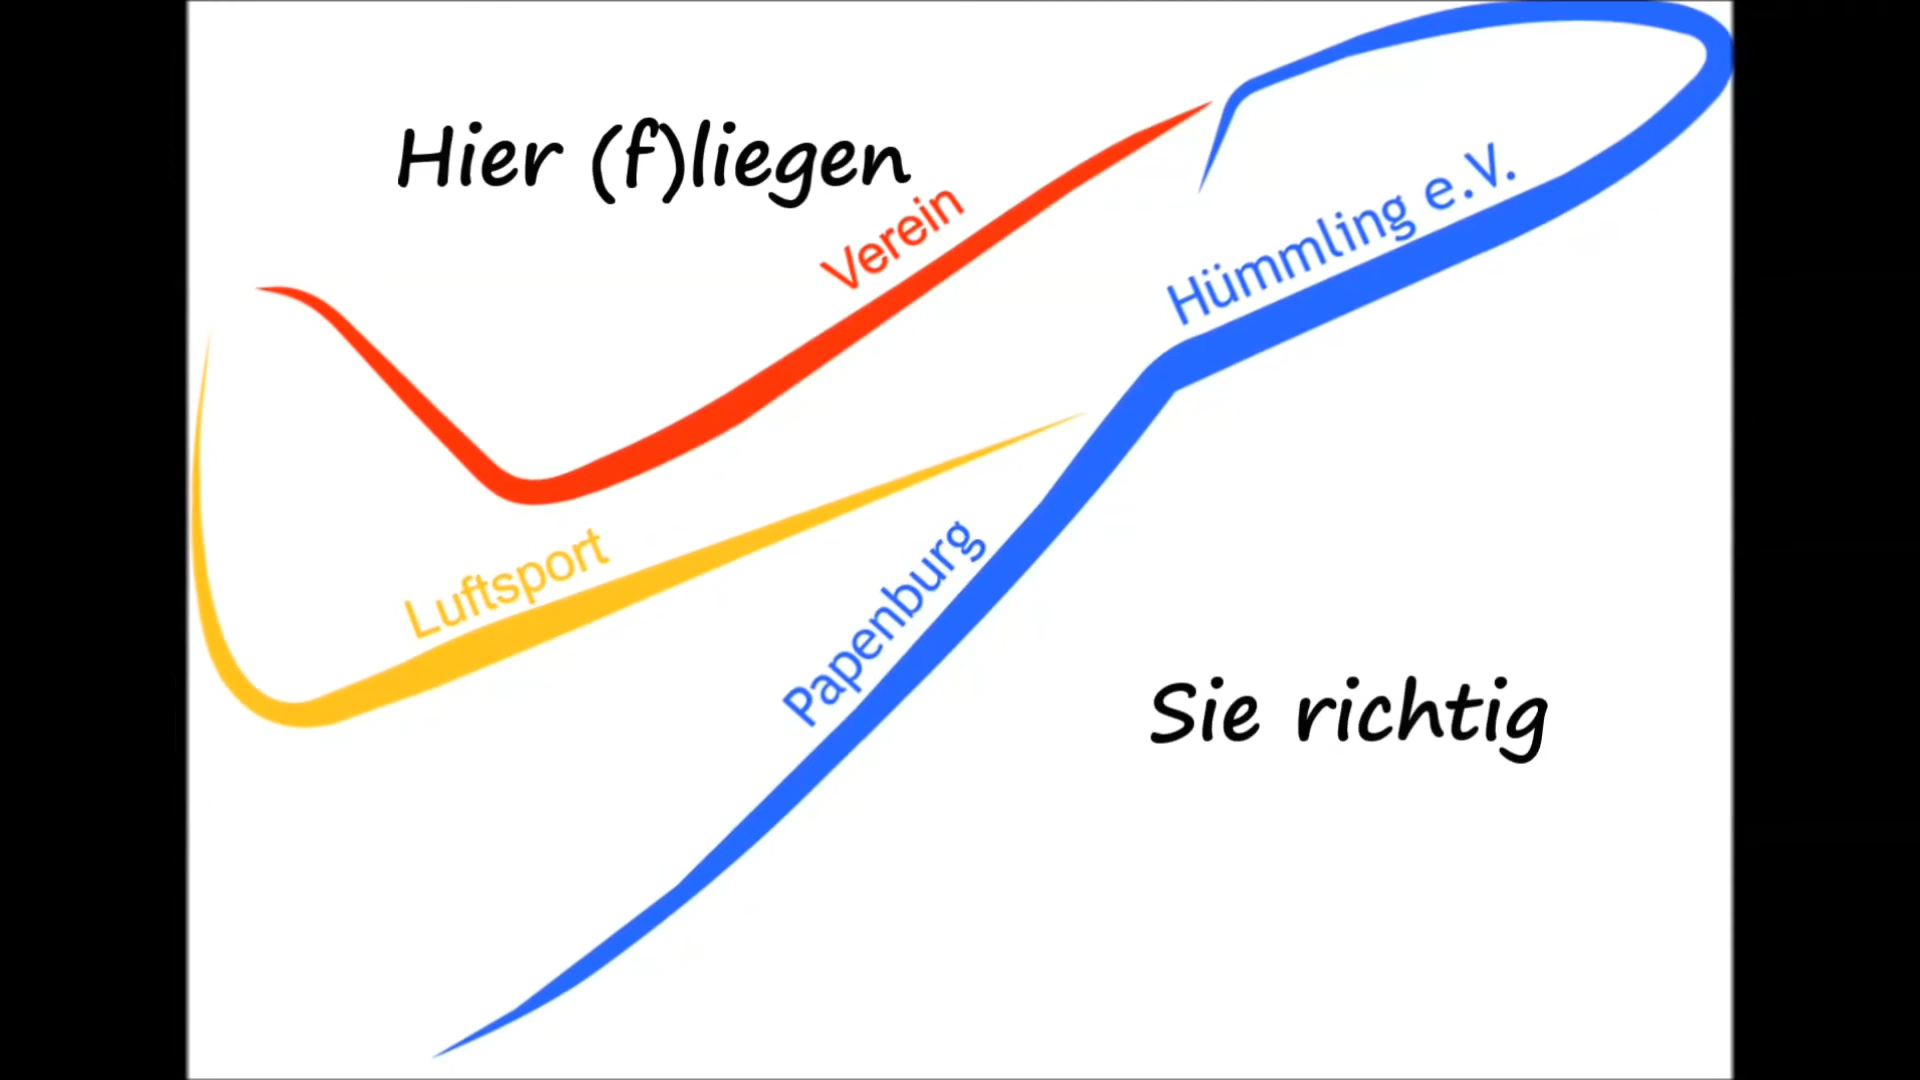 Hier (f)liegen
Verein
Hümmling e.V.
Luftsport
Papenburg
Sie richtig